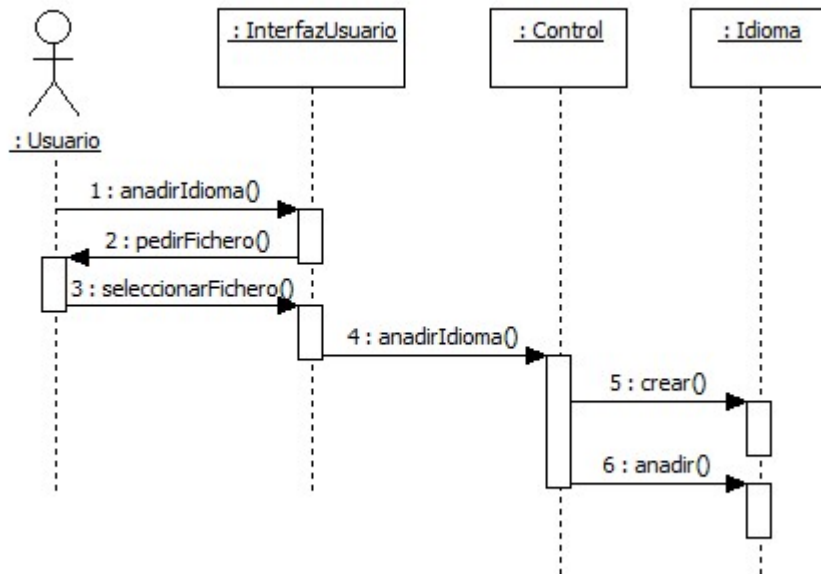 : InterfazUsuario
: Control
: Idioma
: Usuario
1 : anadirIdioma()
2 : pedirFichero()
3 : seleccionarFichero()
4 : anadirIdioma()
5 : crear()
6 : anadir()